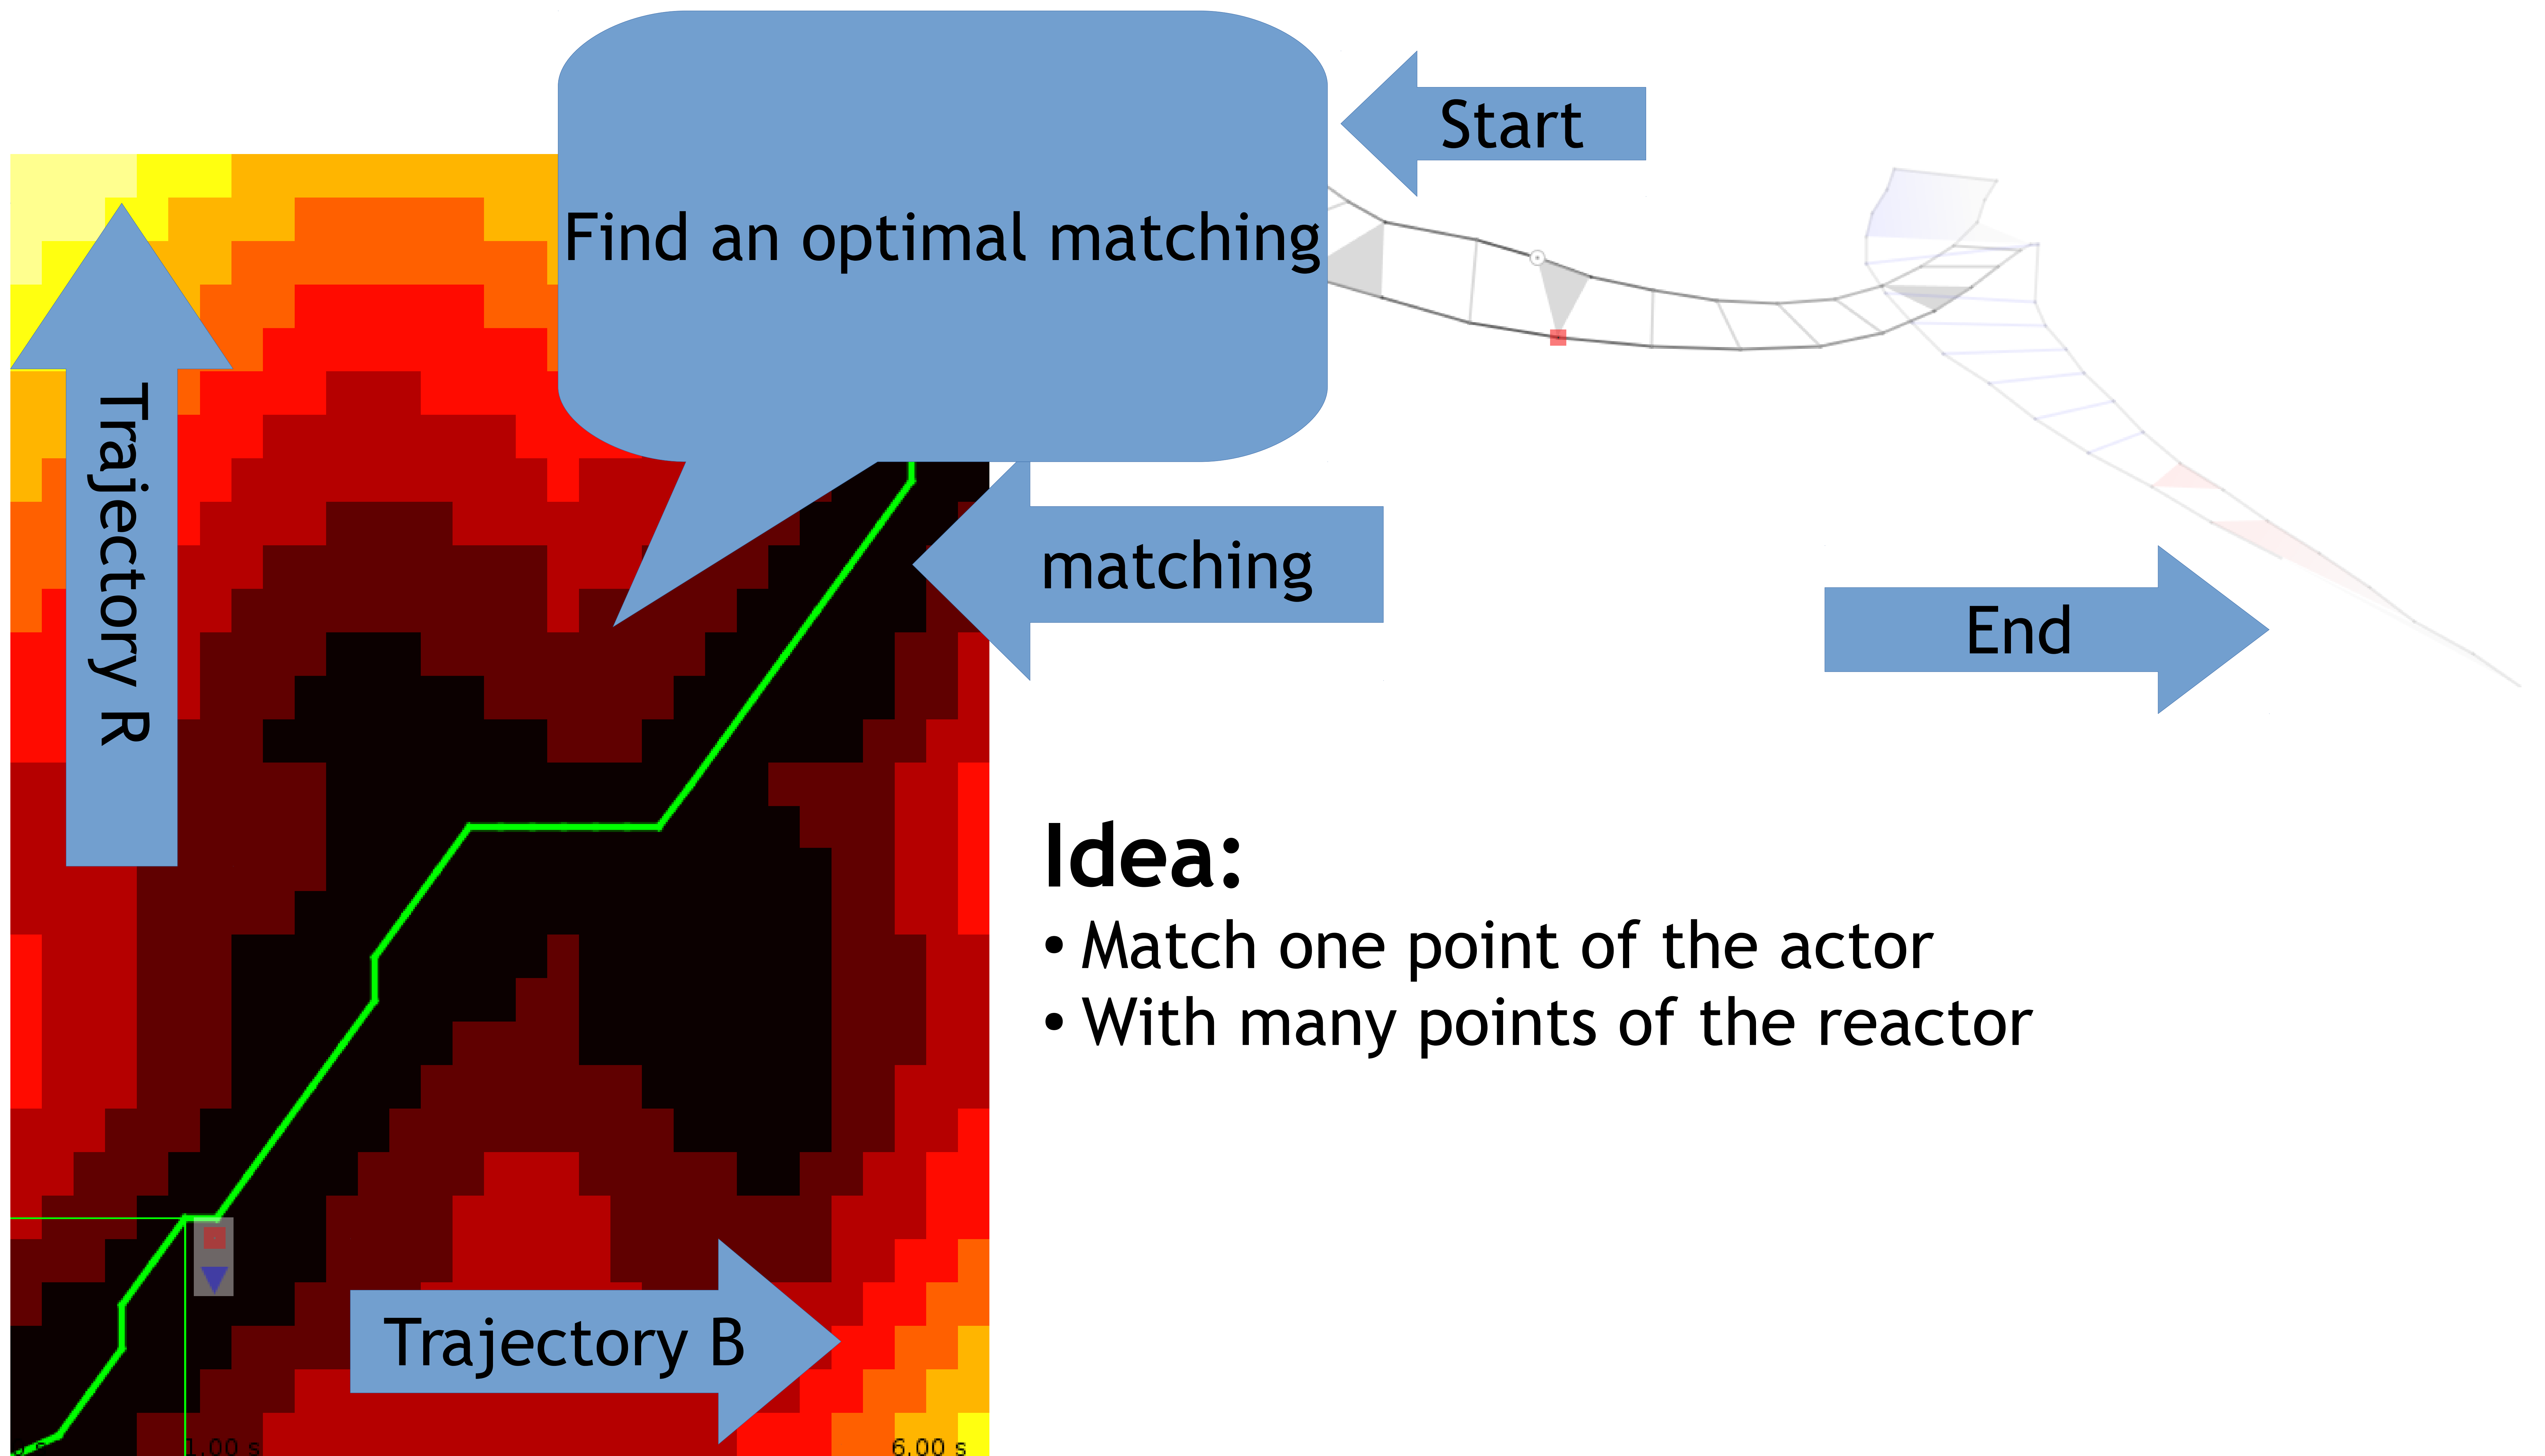 Find an optimal matching
Start
Trajectory R
matching
End
Idea:
• Match one point of the actor
• With many points of the reactor
Trajectory B
1.00 s
6.00 s